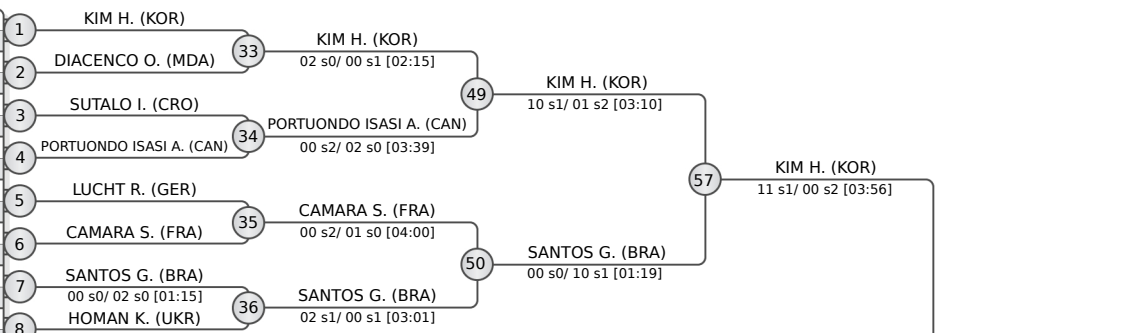 1
KIM H. (KOR)
2
DIACENCO O. (MDA)
3
SUTALO I. (CRO)
4
PORTUONDO ISASI A. (CAN)
5
LUCHT R. (GER)
6
CAMARA S. (FRA)
7
SANTOS G. (BRA)
00 s0/ 02 s0 [01:15]
8
HOMAN K. (UKR)
33
KIM H. (KOR)
02 s0/ 00 s1 [02:15]
34
PORTUONDO ISASI A. (CAN)
00 s2/ 02 s0 [03:39]
35
CAMARA S. (FRA)
00 s2/ 01 s0 [04:00]
36
SANTOS G. (BRA)
02 s1/ 00 s1 [03:01]
49
KIM H. (KOR)
10 s1/ 01 s2 [03:10]
50
SANTOS G. (BRA)
00 s0/ 10 s1 [01:19]
57
KIM H. (KOR)
11 s1/ 00 s2 [03:56]